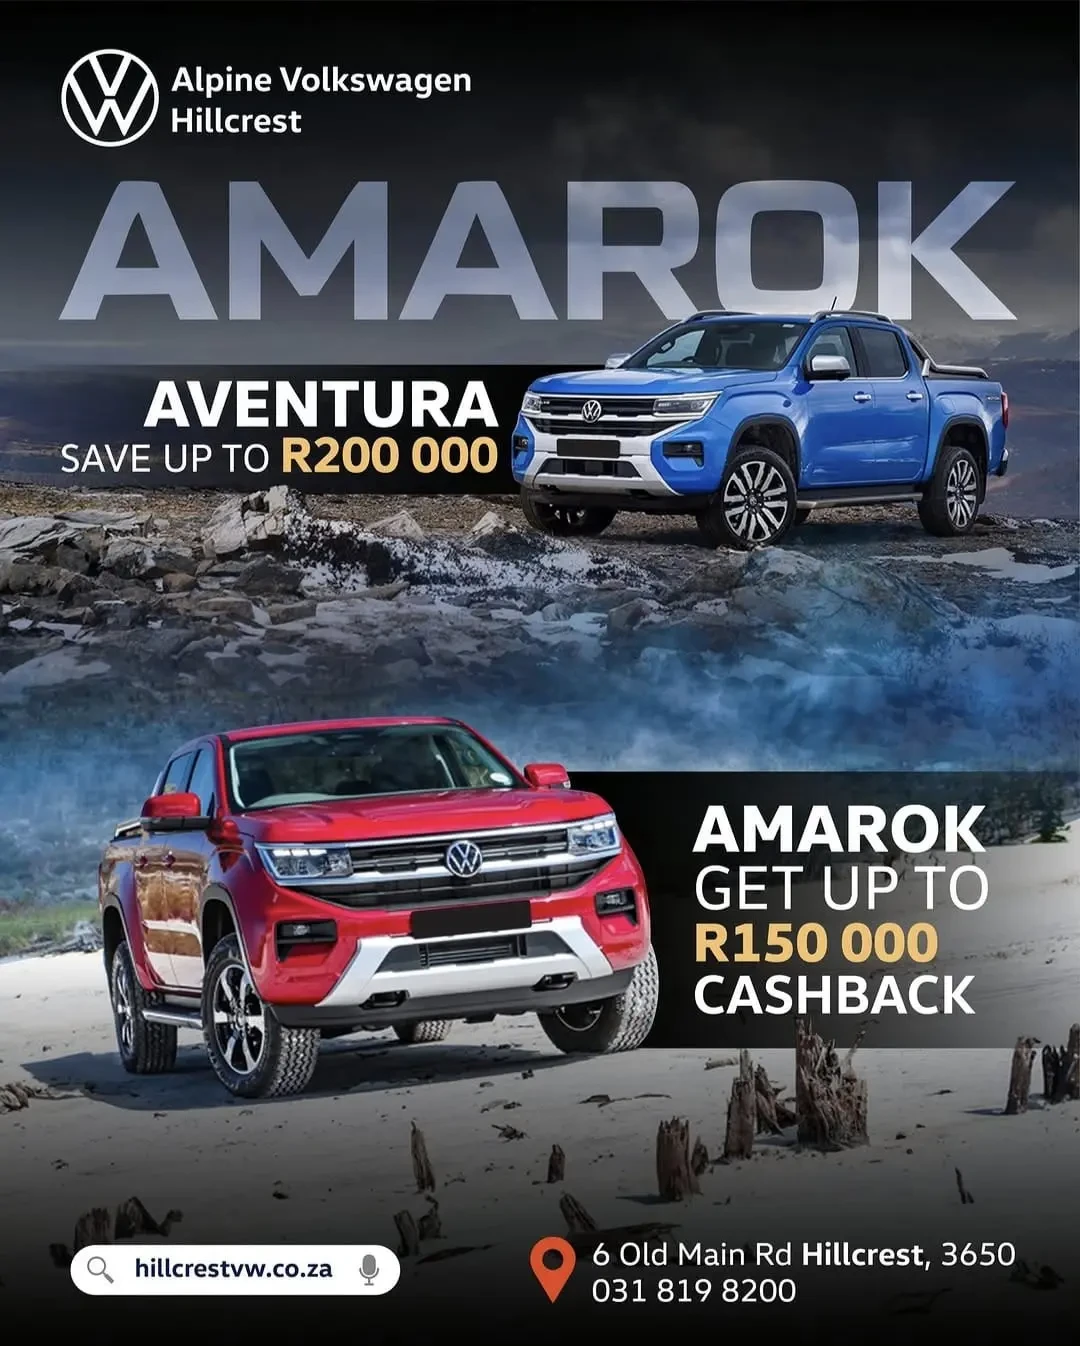 Alpine Volkswagen
Hillcrest
AMAROK
AVENTURA
SAVE UP TO R200 000
AMAROK
GET UP TO
R150 000
CASHBACK
hillcrestvw.co.za
6 Old Main Rd Hillcrest, 3650
031 819 8200